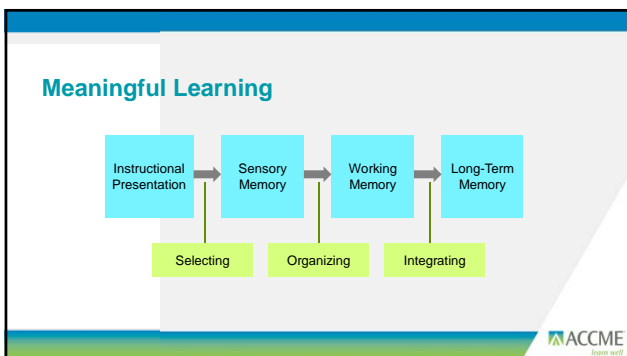 Meaningful Learning
Instructional
Presentation
Sensory
Memory
Working
Memory
Long-Term
Memory
Selecting
Organizing
Integrating
ACCME
learn well